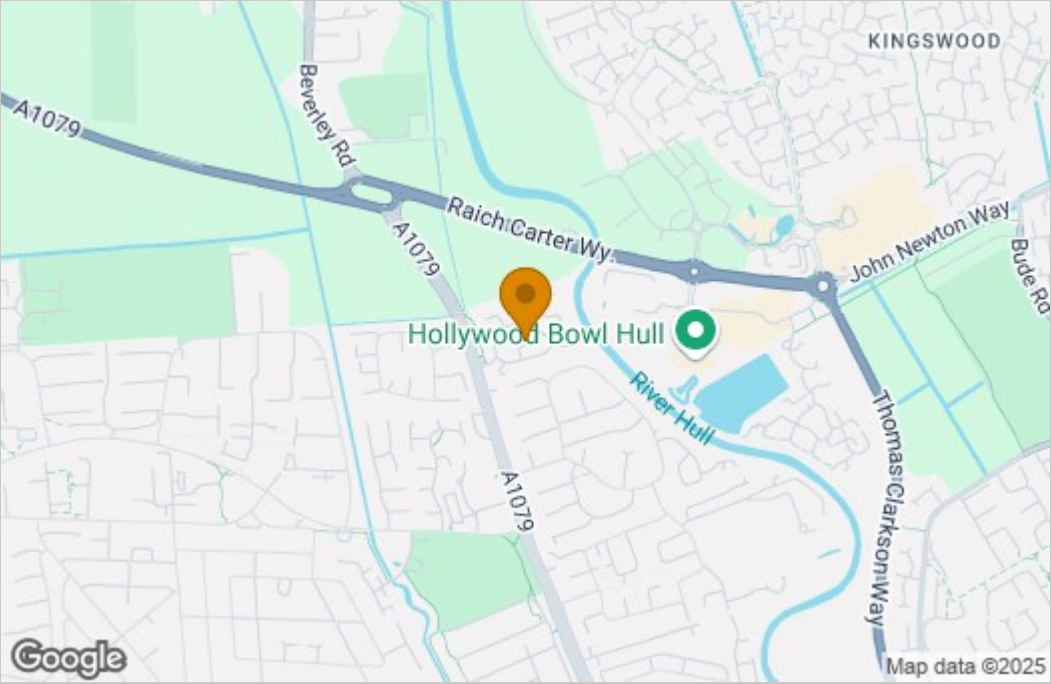 KINGSWOOD
A1079
Beverley Rd
Raich Carter Wy.
A1079
John Newton Way
Bude Rd
Hollywood Bowl Hull
River Hull
Thomas Clarkson Way
A1079
Google
Map data ©2025